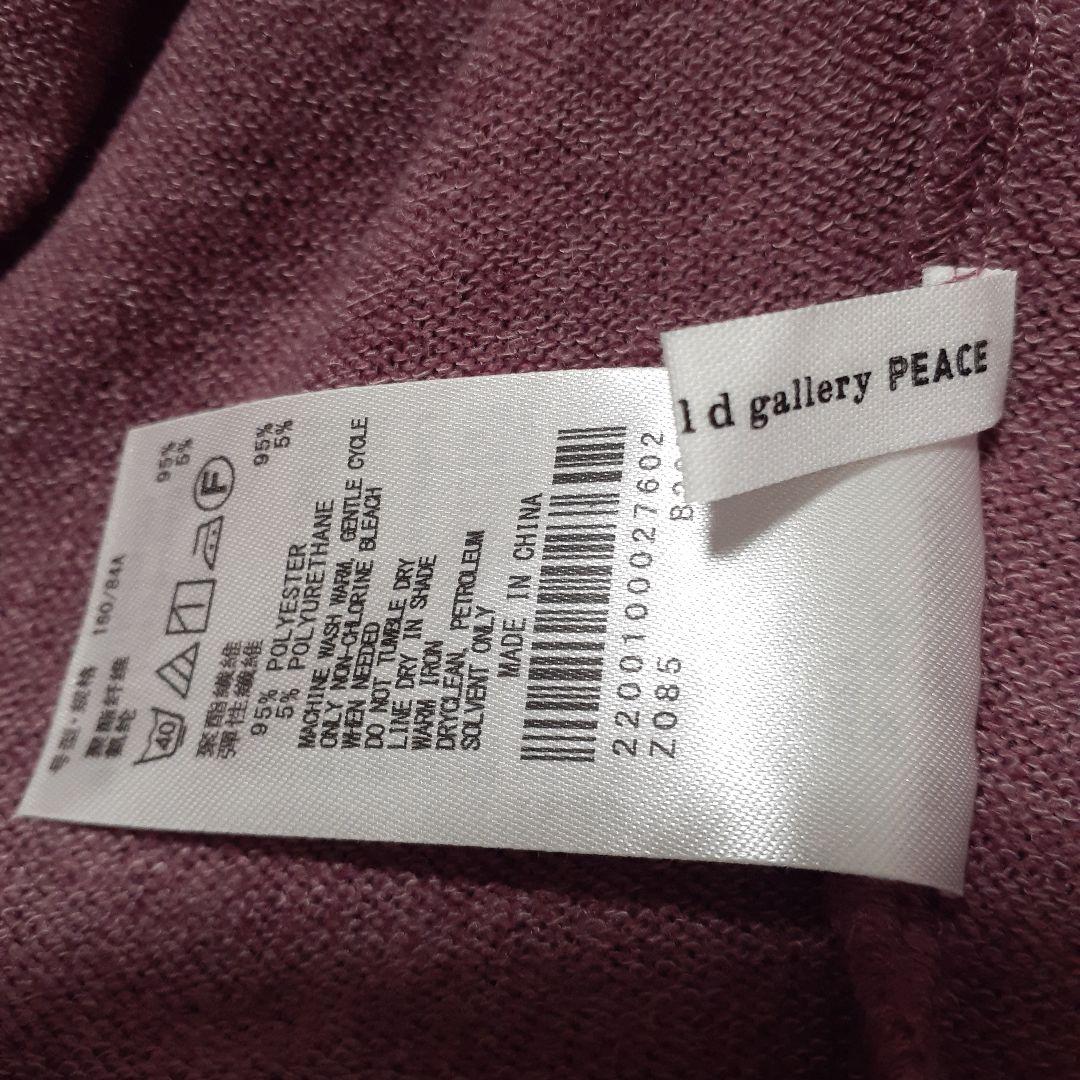 号型·规格 160/84A
聚酯纤维 95%
氨纶 5%
40 F
聚酯纖維
彈性纖維
95% POLYESTER 95%
5% POLYURETHANE 5%
MACHINE WASH WARM, GENTLE CYCLE
ONLY NON-CHLORINE BLEACH
WHEN NEEDED
DO NOT TUMBLE DRY
LINE DRY IN SHADE
WARM IRON
DRYCLEAN, PETROLEUM
SOLVENT ONLY
MADE IN CHINA
2200100027602
Z085
l d gallery PEACE